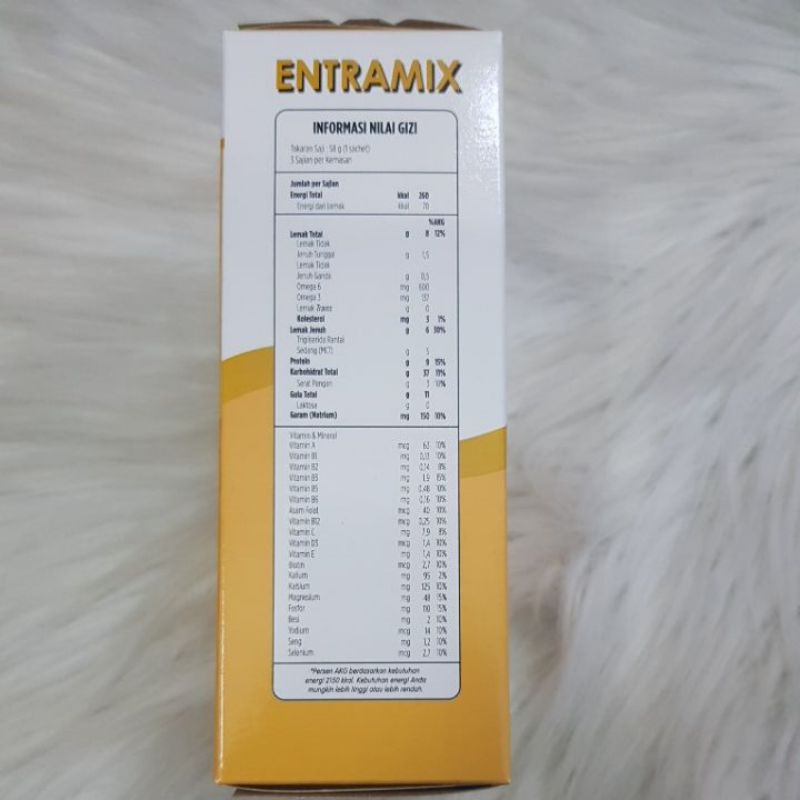 ENTRAMIX
INFORMASI NILAI GIZI
Takaran Saji : 58 g (1 sachet)
3 Sajian per Kemasan
Jumlah per Sajian
Energi Total kkal 260
Energi dari Lemak kkal 70
%AKG
Lemak Total g 8 12%
Lemak Tidak
Jenuh Tunggal g 1,5
Lemak Tidak
Jenuh Ganda g 0,5
Omega 6 mg 600
Omega 3 mg 137
Lemak Trans g 0
Kolesterol mg 3 1%
Lemak Jenuh g 6 30%
Trigliserida Rantai
Sedang (MCT) g 5
Protein g 9 15%
Karbohidrat Total g 37 11%
Serat Pangan g 3 10%
Gula Total g 11
Laktosa g 0
Garam (Natrium) mg 150 10%
Vitamin & Mineral
Vitamin A mcg 63 10%
Vitamin B1 mg 0,13 10%
Vitamin B2 mg 0,14 8%
Vitamin B3 mg 1,9 15%
Vitamin B5 mg 0,48 10%
Vitamin B6 mg 0,16 10%
Asam Folat mcg 40 10%
Vitamin B12 mcg 0,25 10%
Vitamin C mg 7,9 8%
Vitamin D3 mcg 1,4 10%
Vitamin E mg 1,4 10%
Biotin mcg 2,7 10%
Kalium mg 95 2%
Kalsium mg 125 10%
Magnesium mg 48 15%
Fosfor mg 110 15%
Besi mg 2 10%
Yodium mcg 14 10%
Seng mg 1,2 10%
Selenium mcg 2,7 10%
*Persen AKG berdasarkan kebutuhan
energi 2150 kkal. Kebutuhan energi Anda
mungkin lebih tinggi atau lebih rendah.